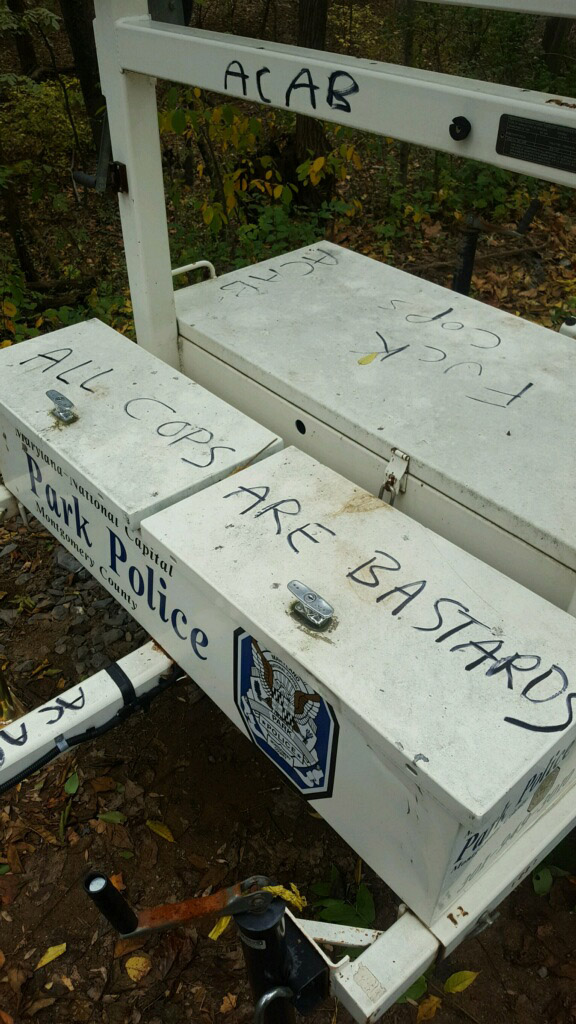 ACAB
ACAB
FUCK
COPS
ALL COPS
ARE BASTARDS
Maryland-National Capital
Park Police
Montgomery County
PARK
POLICE
Park Police